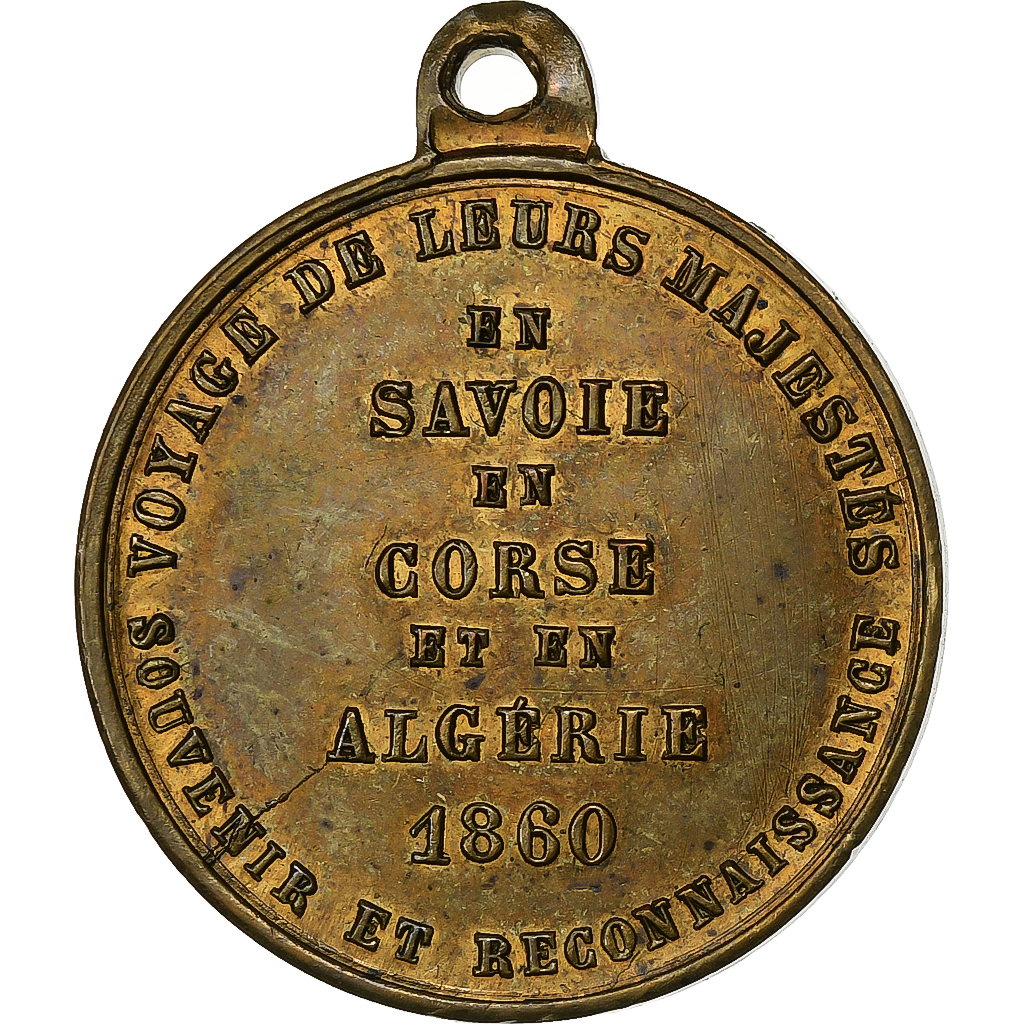 VOYAGE DE LEURS MAJESTÉS
EN
SAVOIE
EN
CORSE
ET EN
ALGÉRIE
1860
SOUVENIR ET RECONNAISSANCE